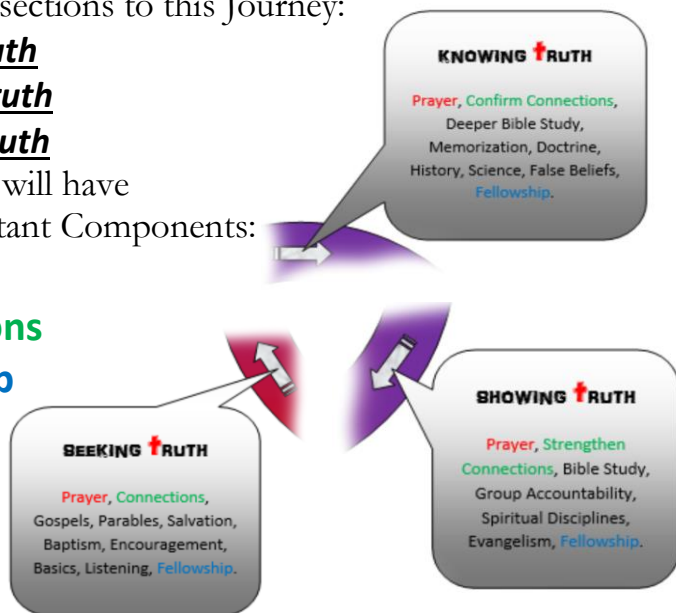 sections to this Journey:
uth
ruth
uth
will have
tant Components:
ons
p
KNOWING TRUTH
Prayer, Confirm Connections,
Deeper Bible Study,
Memorization, Doctrine,
History, Science, False Beliefs,
Fellowship.
SEEKING TRUTH
Prayer, Connections,
Gospels, Parables, Salvation,
Baptism, Encouragement,
Basics, Listening, Fellowship.
SHOWING TRUTH
Prayer, Strengthen
Connections, Bible Study,
Group Accountability,
Spiritual Disciplines,
Evangelism, Fellowship.